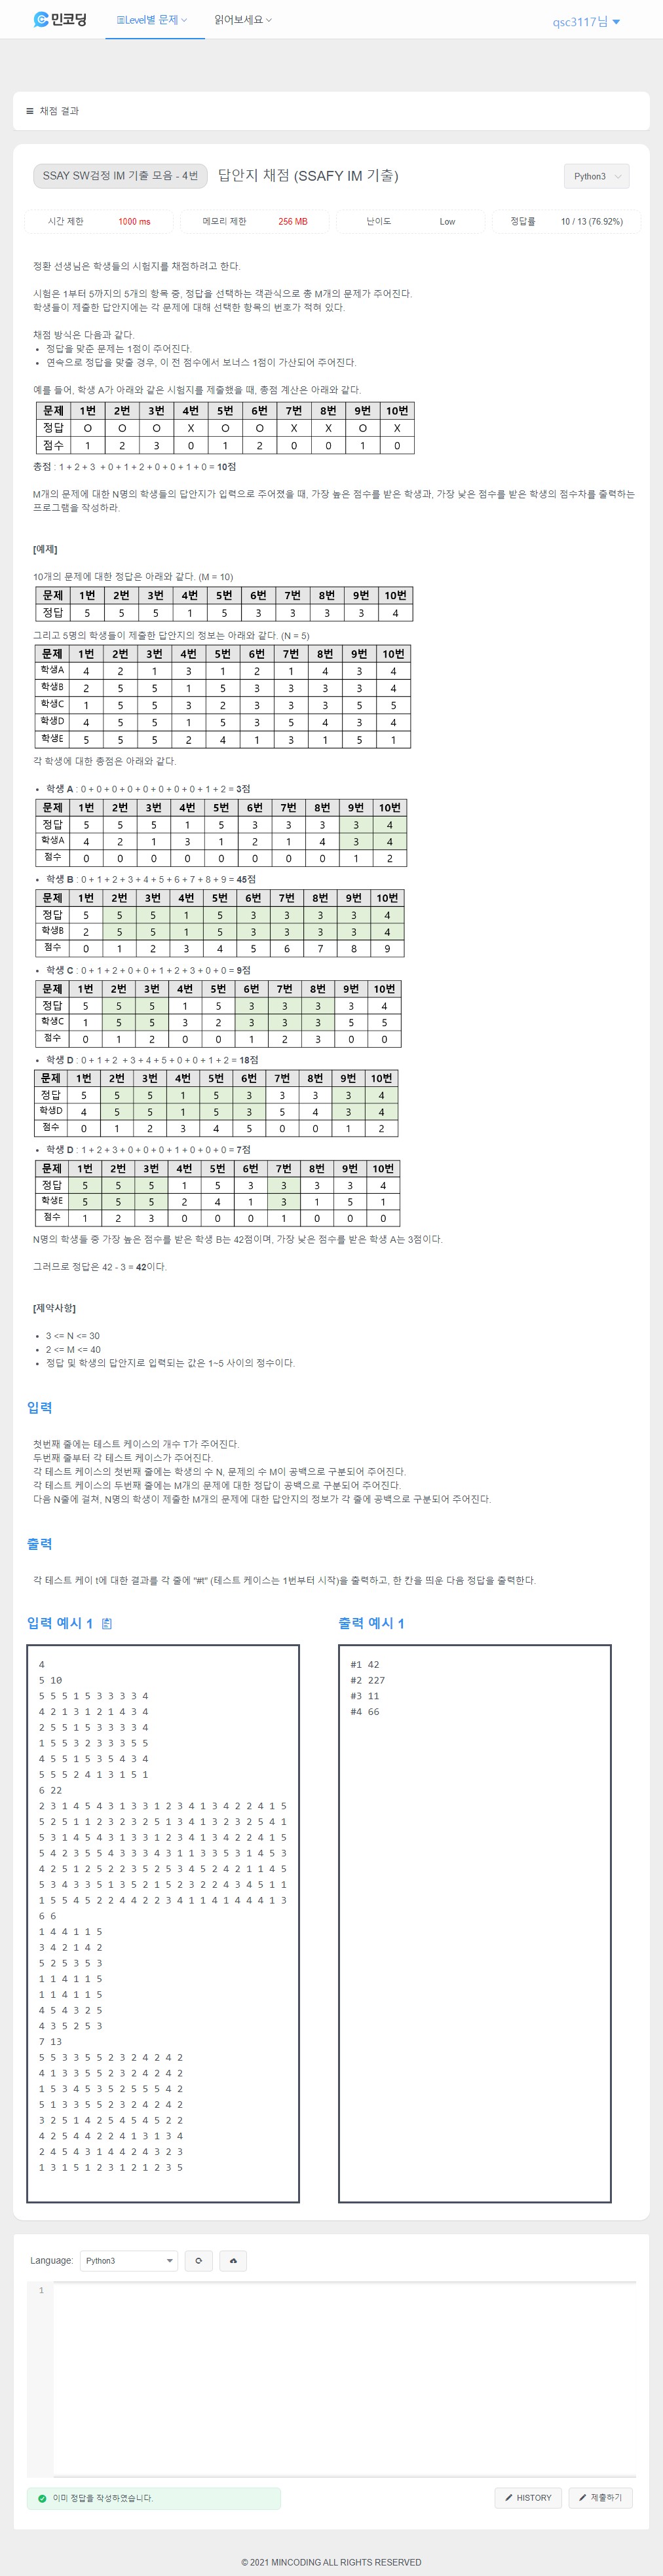 민코딩
Level별 문제
읽어보세요
qsc3117님
채점 결과
SSAY SW검정 IM 기출 모음 - 4번
답안지 채점 (SSAFY IM 기출)
Python3
시간 제한 1000 ms
메모리 제한 256 MB
난이도 Low
정답률 10 / 13 (76.92%)
정환 선생님은 학생들의 시험지를 채점하려고 한다.
시험은 1부터 5까지의 5개의 항목 중, 정답을 선택하는 객관식으로 총 M개의 문제가 주어진다.
학생들이 제출한 답안지에는 각 문제에 대해 선택한 항목의 번호가 적혀 있다.
채점 방식은 다음과 같다.
• 정답을 맞춘 문제는 1점이 주어진다.
• 연속으로 정답을 맞출 경우, 이 전 점수에서 보너스 1점이 가산되어 주어진다.
예를 들어, 학생 A가 아래와 같은 시험지를 제출했을 때, 총점 계산은 아래와 같다.
문제 1번 2번 3번 4번 5번 6번 7번 8번 9번 10번
정답 O O O X O O X X O X
점수 1 2 3 0 1 2 0 0 1 0
총점 : 1 + 2 + 3 + 0 + 1 + 2 + 0 + 0 + 1 + 0 = 10점
M개의 문제에 대한 N명의 학생들의 답안지가 입력으로 주어졌을 때, 가장 높은 점수를 받은 학생과, 가장 낮은 점수를 받은 학생의 점수차를 출력하는
프로그램을 작성하라.
[예제]
10개의 문제에 대한 정답은 아래와 같다. (M = 10)
문제 1번 2번 3번 4번 5번 6번 7번 8번 9번 10번
정답 5 5 5 1 5 3 3 3 3 4
그리고 5명의 학생들이 제출한 답안지의 정보는 아래와 같다. (N = 5)
문제 1번 2번 3번 4번 5번 6번 7번 8번 9번 10번
학생A 4 2 1 3 1 2 1 4 3 4
학생B 2 5 5 1 5 3 3 3 3 4
학생C 1 5 5 3 2 3 3 3 5 5
학생D 4 5 5 1 5 3 5 4 3 4
학생E 5 5 5 2 4 1 3 1 5 1
각 학생에 대한 총점은 아래와 같다.
• 학생 A : 0 + 0 + 0 + 0 + 0 + 0 + 0 + 0 + 1 + 2 = 3점
문제 1번 2번 3번 4번 5번 6번 7번 8번 9번 10번
정답 5 5 5 1 5 3 3 3 3 4
학생A 4 2 1 3 1 2 1 4 3 4
점수 0 0 0 0 0 0 0 0 1 2
• 학생 B : 0 + 1 + 2 + 3 + 4 + 5 + 6 + 7 + 8 + 9 = 45점
문제 1번 2번 3번 4번 5번 6번 7번 8번 9번 10번
정답 5 5 5 1 5 3 3 3 3 4
학생B 2 5 5 1 5 3 3 3 3 4
점수 0 1 2 3 4 5 6 7 8 9
• 학생 C : 0 + 1 + 2 + 0 + 0 + 1 + 2 + 3 + 0 + 0 = 9점
문제 1번 2번 3번 4번 5번 6번 7번 8번 9번 10번
정답 5 5 5 1 5 3 3 3 3 4
학생C 1 5 5 3 2 3 3 3 5 5
점수 0 1 2 0 0 1 2 3 0 0
• 학생 D : 0 + 1 + 2 + 3 + 4 + 5 + 0 + 0 + 1 + 2 = 18점
문제 1번 2번 3번 4번 5번 6번 7번 8번 9번 10번
정답 5 5 5 1 5 3 3 3 3 4
학생D 4 5 5 1 5 3 5 4 3 4
점수 0 1 2 3 4 5 0 0 1 2
• 학생 D : 1 + 2 + 3 + 0 + 0 + 0 + 1 + 0 + 0 + 0 = 7점
문제 1번 2번 3번 4번 5번 6번 7번 8번 9번 10번
정답 5 5 5 1 5 3 3 3 3 4
학생E 5 5 5 2 4 1 3 1 5 1
점수 1 2 3 0 0 0 1 0 0 0
N명의 학생들 중 가장 높은 점수를 받은 학생 B는 42점이며, 가장 낮은 점수를 받은 학생 A는 3점이다.
그러므로 정답은 42 - 3 = 42이다.
[제약사항]
• 3 <= N <= 30
• 2 <= M <= 40
• 정답 및 학생의 답안지로 입력되는 값은 1~5 사이의 정수이다.
입력
첫번째 줄에는 테스트 케이스의 개수 T가 주어진다.
두번째 줄부터 각 테스트 케이스가 주어진다.
각 테스트 케이스의 첫번째 줄에는 학생의 수 N, 문제의 수 M이 공백으로 구분되어 주어진다.
각 테스트 케이스의 두번째 줄에는 M개의 문제에 대한 정답이 공백으로 구분되어 주어진다.
다음 N줄에 걸쳐, N명의 학생이 제출한 M개의 문제에 대한 답안지의 정보가 각 줄에 공백으로 구분되어 주어진다.
출력
각 테스트 케이 t에 대한 결과를 각 줄에 "#t" (테스트 케이스는 1번부터 시작)을 출력하고, 한 칸을 띄운 다음 정답을 출력한다.
입력 예시 1
4
5 10
5 5 5 1 5 3 3 3 3 4
4 2 1 3 1 2 1 4 3 4
2 5 5 1 5 3 3 3 3 4
1 5 5 3 2 3 3 3 5 5
4 5 5 1 5 3 5 4 3 4
5 5 5 2 4 1 3 1 5 1
6 22
2 3 1 4 5 4 3 1 3 3 1 2 3 4 1 3 4 2 2 4 1 5
5 2 5 1 1 2 3 2 3 2 5 1 3 4 1 3 2 3 2 5 4 1
5 3 1 4 5 4 3 1 3 3 1 2 3 4 1 3 4 2 2 4 1 5
5 4 2 3 5 5 4 3 3 3 4 3 1 1 3 3 5 3 1 4 5 3
4 2 5 1 2 5 2 2 3 5 2 5 3 4 5 2 4 2 1 1 4 5
5 3 4 3 3 5 1 3 5 2 1 5 2 3 2 2 4 3 4 5 1 1
1 5 5 4 5 2 2 4 4 2 2 3 4 1 1 4 1 4 4 4 1 3
6 6
1 4 4 1 1 5
3 4 2 1 4 2
5 2 5 3 5 3
1 1 4 1 1 5
1 1 4 1 1 5
4 5 4 3 2 5
4 3 5 2 5 3
7 13
5 5 3 3 5 5 2 3 2 4 2 4 2
4 1 3 3 5 5 2 3 2 4 2 4 2
1 5 3 4 5 3 5 2 5 5 5 4 2
5 1 3 3 5 5 2 3 2 4 2 4 2
3 2 5 1 4 2 5 4 5 4 5 2 2
4 2 5 4 4 2 2 4 1 3 1 3 4
2 4 5 4 3 1 4 4 2 4 3 2 3
1 3 1 5 1 2 3 1 2 1 2 3 5
출력 예시 1
#1 42
#2 227
#3 11
#4 66
Language: Python3
1
이미 정답을 작성하였습니다.
HISTORY
제출하기
© 2021 MINCODING ALL RIGHTS RESERVED